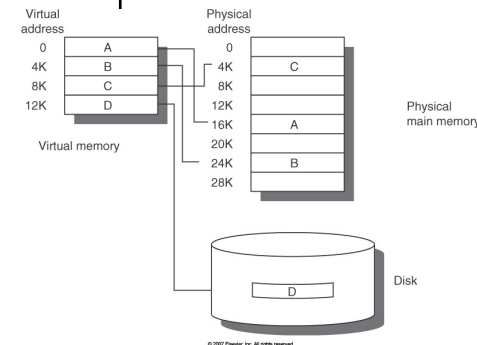 Virtual address
Physical address
0
A
4K
B
8K
C
12K
D
Virtual memory
0
4K
C
8K
12K
16K
A
20K
24K
B
28K
Physical main memory
D
Disk
© 2007 Elsevier, Inc. All rights reserved.